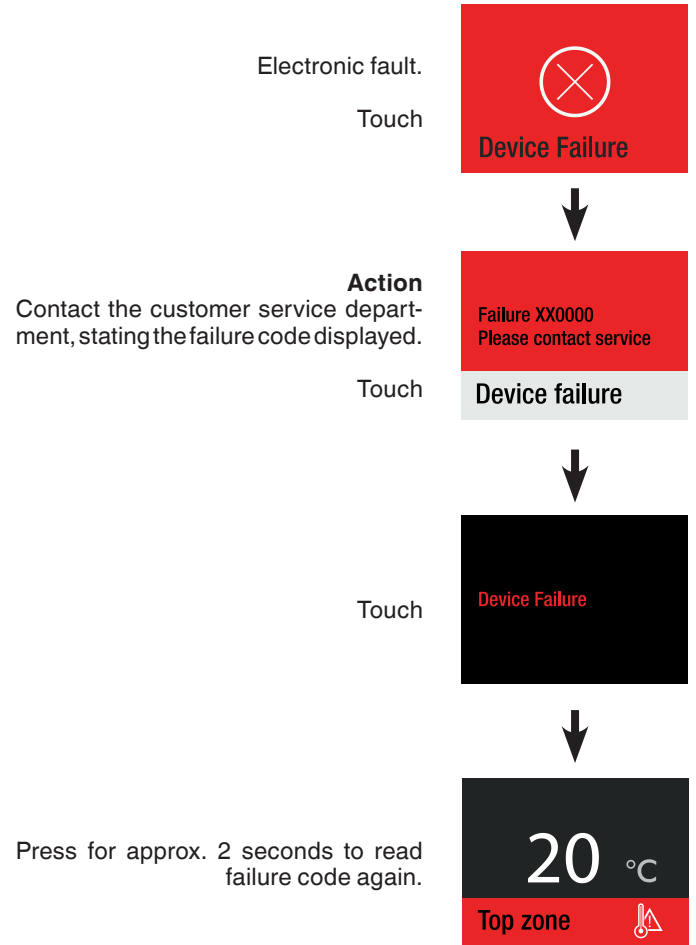 Electronic fault.
Touch
Device Failure
Action
Contact the customer service depart-
ment, stating the failure code displayed.
Touch
Failure XX0000
Please contact service
Device failure
Touch
Device Failure
Press for approx. 2 seconds to read
failure code again.
20 °C
Top zone